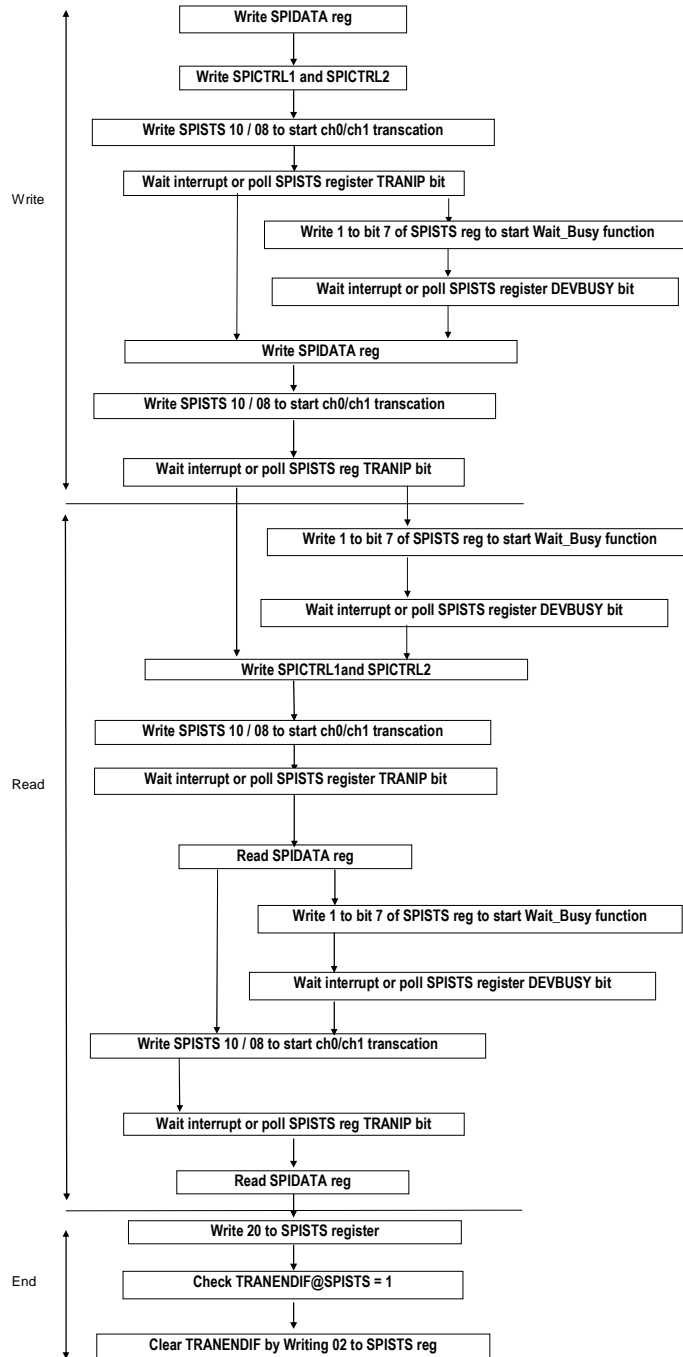 Write SPIDATA reg
Write SPICTRL1 and SPICTRL2
Write SPISTS 10 / 08 to start ch0/ch1 transcation
Wait interrupt or poll SPISTS register TRANIP bit
Write
Write 1 to bit 7 of SPISTS reg to start Wait_Busy function
Wait interrupt or poll SPISTS register DEVBUSY bit
Write SPIDATA reg
Write SPISTS 10 / 08 to start ch0/ch1 transcation
Wait interrupt or poll SPISTS reg TRANIP bit
Write 1 to bit 7 of SPISTS reg to start Wait_Busy function
Wait interrupt or poll SPISTS register DEVBUSY bit
Write SPICTRL1and SPICTRL2
Write SPISTS 10 / 08 to start ch0/ch1 transcation
Wait interrupt or poll SPISTS register TRANIP bit
Read
Read SPIDATA reg
Write 1 to bit 7 of SPISTS reg to start Wait_Busy function
Wait interrupt or poll SPISTS register DEVBUSY bit
Write SPISTS 10 / 08 to start ch0/ch1 transcation
Wait interrupt or poll SPISTS reg TRANIP bit
Read SPIDATA reg
Write 20 to SPISTS register
End
Check TRANENDIF@SPISTS = 1
Clear TRANENDIF by Writing 02 to SPISTS reg